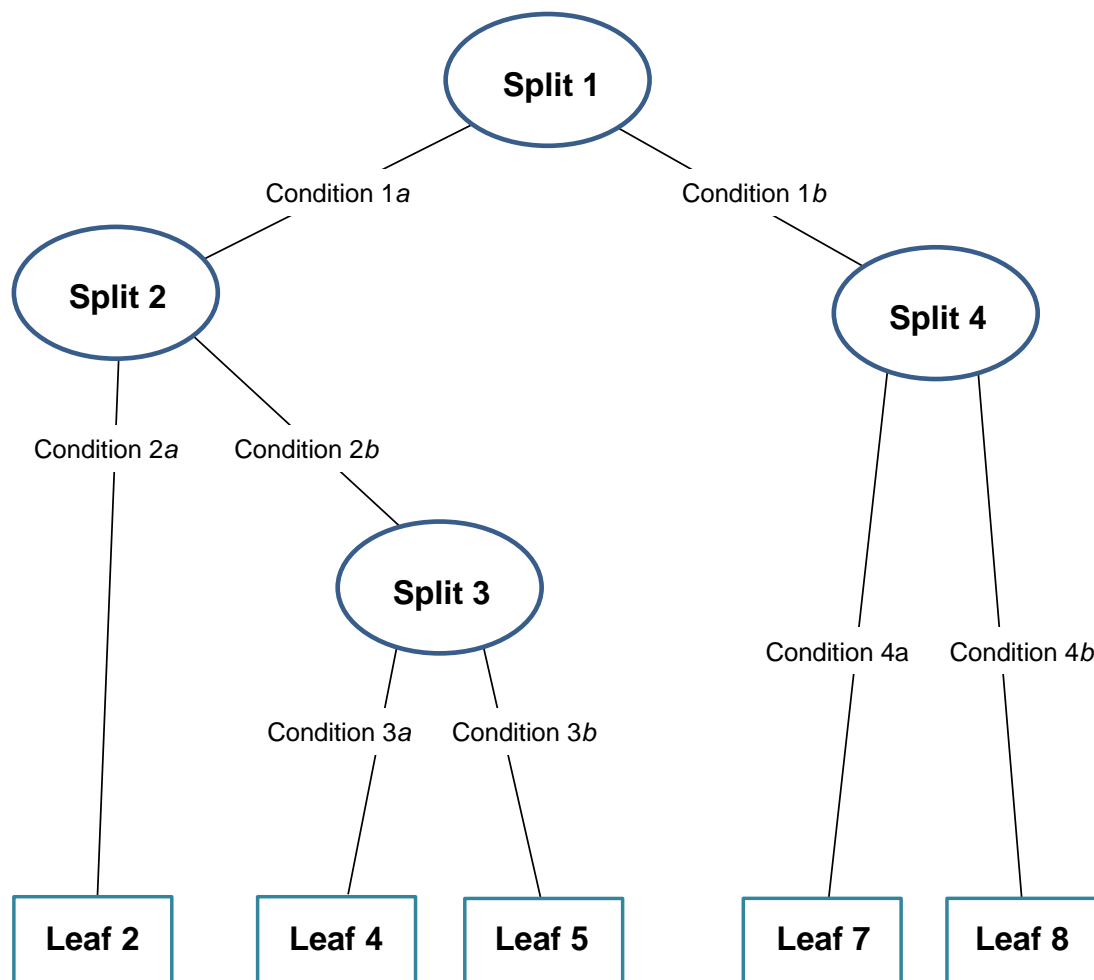 Split 1
Condition 1a
Condition 1b
Split 2
Split 4
Condition 2a
Condition 2b
Split 3
Condition 4a
Condition 4b
Condition 3a
Condition 3b
Leaf 2
Leaf 4
Leaf 5
Leaf 7
Leaf 8